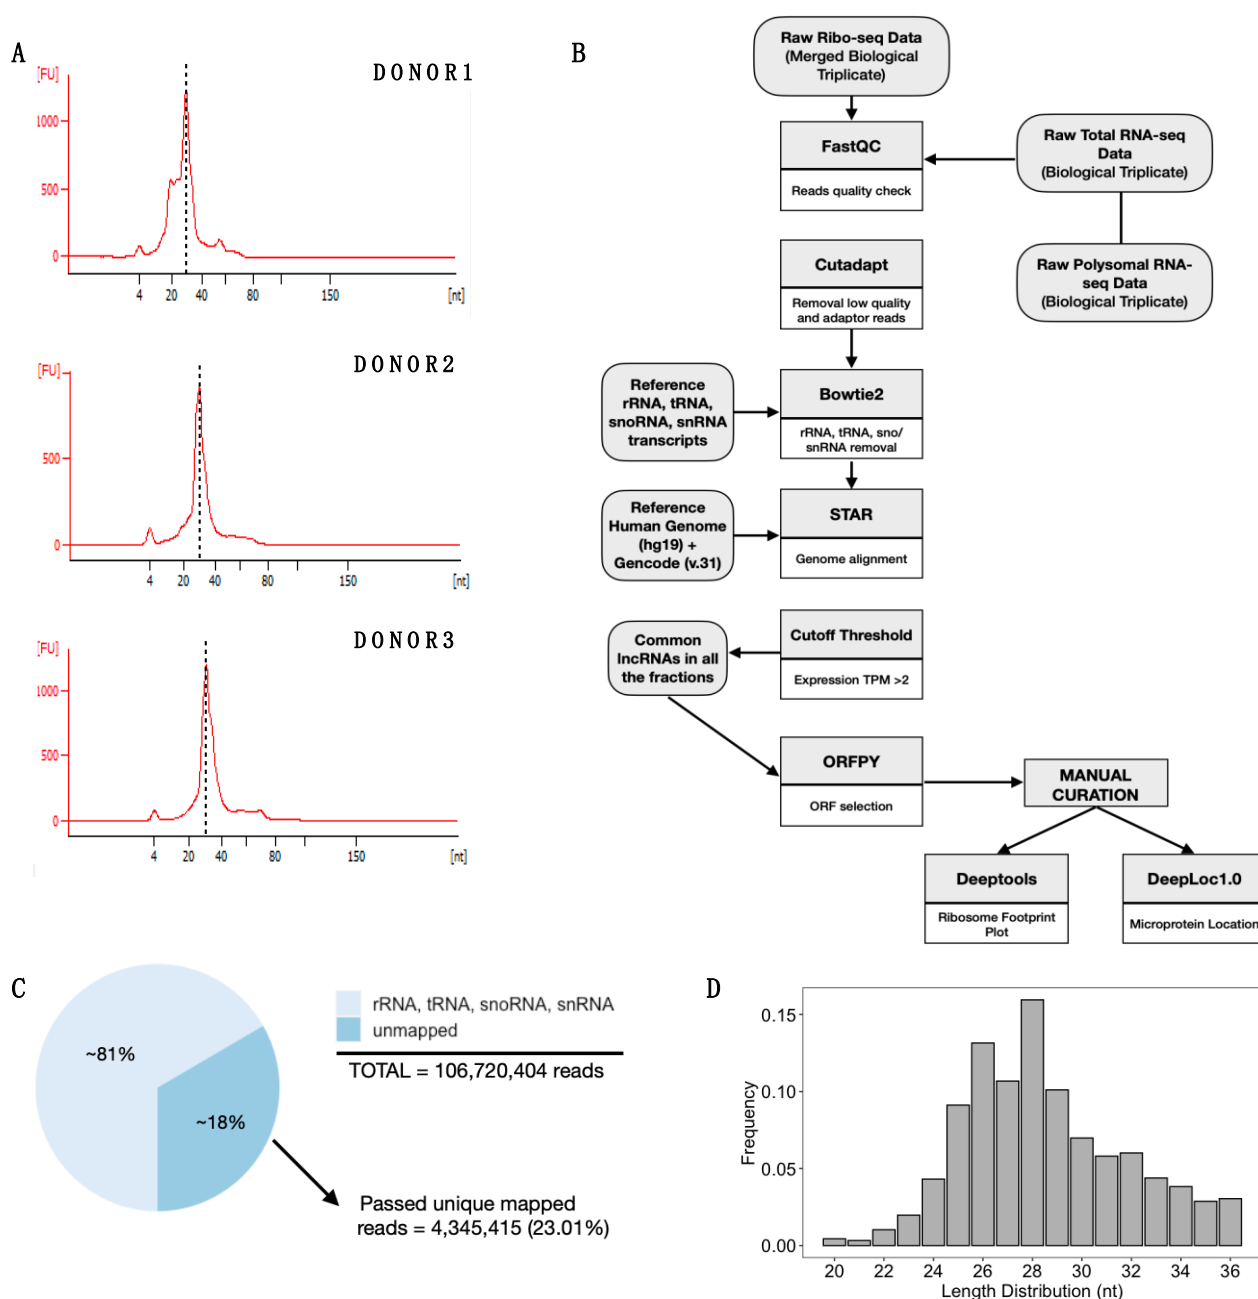 A
[FU]
DONOR1
1000
500
0
4 20 40 80 150 [nt]
DONOR2
[FU]
500
0
4 20 40 80 150 [nt]
DONOR3
[FU]
1000
500
0
4 20 40 80 150 [nt]
B
Raw Ribo-seq Data
(Merged Biological
Triplicate)
FastQC
Reads quality check
Raw Total RNA-seq
Data
(Biological Triplicate)
Raw Polysomal RNA-
seq Data
(Biological Triplicate)
Cutadapt
Removal low quality
and adaptor reads
Reference
rRNA, tRNA,
snoRNA, snRNA
transcripts
Bowtie2
rRNA, tRNA, sno/
snRNA removal
Reference
Human Genome
(hg19) +
Gencode (v.31)
STAR
Genome alignment
Common
lncRNAs in all
the fractions
Cutoff Threshold
Expression TPM >2
ORFPY
ORF selection
MANUAL
CURATION
Deeptools
Ribosome Footprint
Plot
DeepLoc1.0
Microprotein Location
C
~81%
~18%
rRNA, tRNA, snoRNA, snRNA
unmapped
TOTAL = 106,720,404 reads
Passed unique mapped
reads = 4,345,415 (23.01%)
D
Frequency
0.15
0.10
0.05
0.00
20 22 24 26 28 30 32 34 36
Length Distribution (nt)